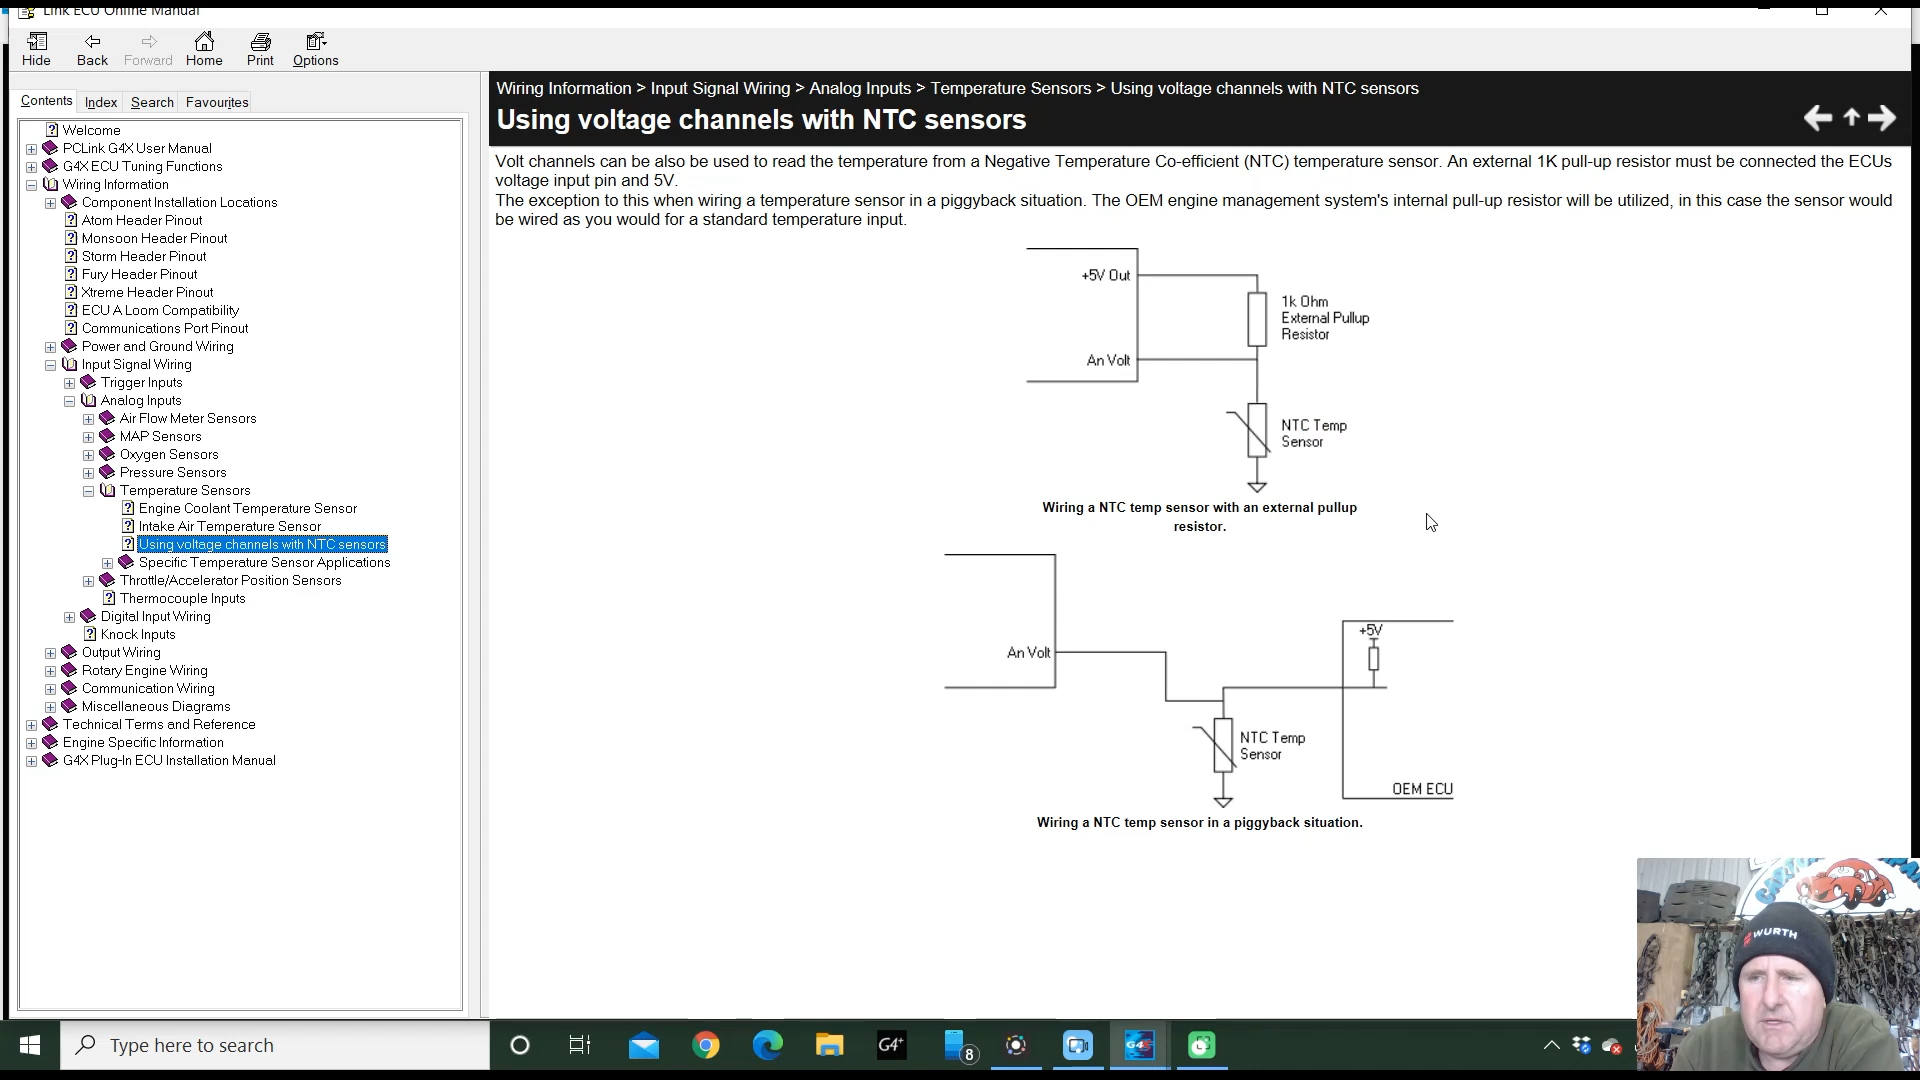 Link ECU Online Manual
Hide
Back
Forward
Home
Print
Options
Contents
Index
Search
Favourites
Welcome
PCLink G4X User Manual
G4X ECU Tuning Functions
Wiring Information
Component Installation Locations
Atom Header Pinout
Monsoon Header Pinout
Storm Header Pinout
Fury Header Pinout
Xtreme Header Pinout
ECU A Loom Compatibility
Communications Port Pinout
Power and Ground Wiring
Input Signal Wiring
Trigger Inputs
Analog Inputs
Air Flow Meter Sensors
MAP Sensors
Oxygen Sensors
Pressure Sensors
Temperature Sensors
Engine Coolant Temperature Sensor
Intake Air Temperature Sensor
Using voltage channels with NTC sensors
Specific Temperature Sensor Applications
Throttle/Accelerator Position Sensors
Thermocouple Inputs
Digital Input Wiring
Knock Inputs
Output Wiring
Rotary Engine Wiring
Communication Wiring
Miscellaneous Diagrams
Technical Terms and Reference
Engine Specific Information
G4X Plug-In ECU Installation Manual
Wiring Information > Input Signal Wiring > Analog Inputs > Temperature Sensors > Using voltage channels with NTC sensors
Using voltage channels with NTC sensors
Volt channels can be also be used to read the temperature from a Negative Temperature Co-efficient (NTC) temperature sensor. An external 1K pull-up resistor must be connected the ECUs
voltage input pin and 5V.
The exception to this when wiring a temperature sensor in a piggyback situation. The OEM engine management system's internal pull-up resistor will be utilized, in this case the sensor would
be wired as you would for a standard temperature input.
+5V Out
1k Ohm
External Pullup
Resistor
An Volt
NTC Temp
Sensor
Wiring a NTC temp sensor with an external pullup
resistor.
+5V
An Volt
NTC Temp
Sensor
OEM ECU
Wiring a NTC temp sensor in a piggyback situation.
WURTH
Type here to search
G4+
8
G4X